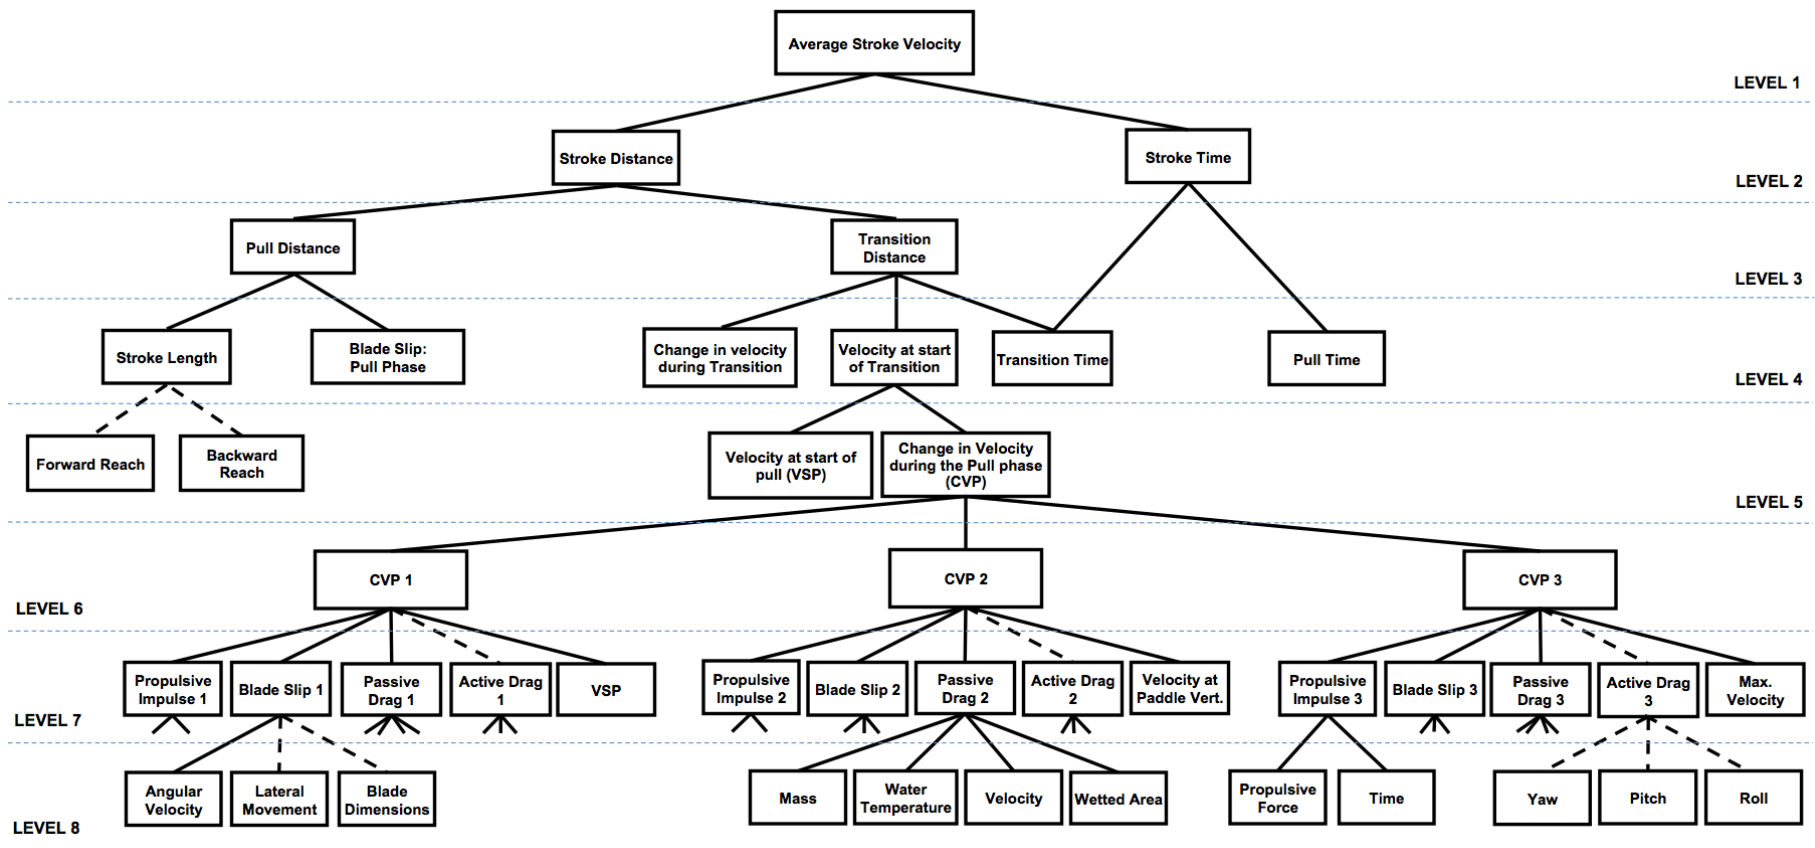 Average Stroke Velocity
LEVEL 1
Stroke Distance
Stroke Time
LEVEL 2
Pull Distance
Transition
Distance
LEVEL 3
Stroke Length
Blade Slip:
Pull Phase
Change in velocity
during Transition
Velocity at start
of Transition
Transition Time
Pull Time
LEVEL 4
Forward Reach
Backward
Reach
Velocity at start of
pull (VSP)
Change in Velocity
during the Pull phase
(CVP)
LEVEL 5
CVP 1
CVP 2
CVP 3
LEVEL 6
Propulsive
Impulse 1
Blade Slip 1
Passive
Drag 1
Active Drag
1
VSP
Propulsive
Impulse 2
Blade Slip 2
Passive
Drag 2
Active Drag
2
Velocity at
Paddle Vert.
Propulsive
Impulse 3
Blade Slip 3
Passive
Drag 3
Active Drag
3
Max.
Velocity
LEVEL 7
Angular
Velocity
Lateral
Movement
Blade
Dimensions
Mass
Water
Temperature
Velocity
Wetted Area
Propulsive
Force
Time
Yaw
Pitch
Roll
LEVEL 8